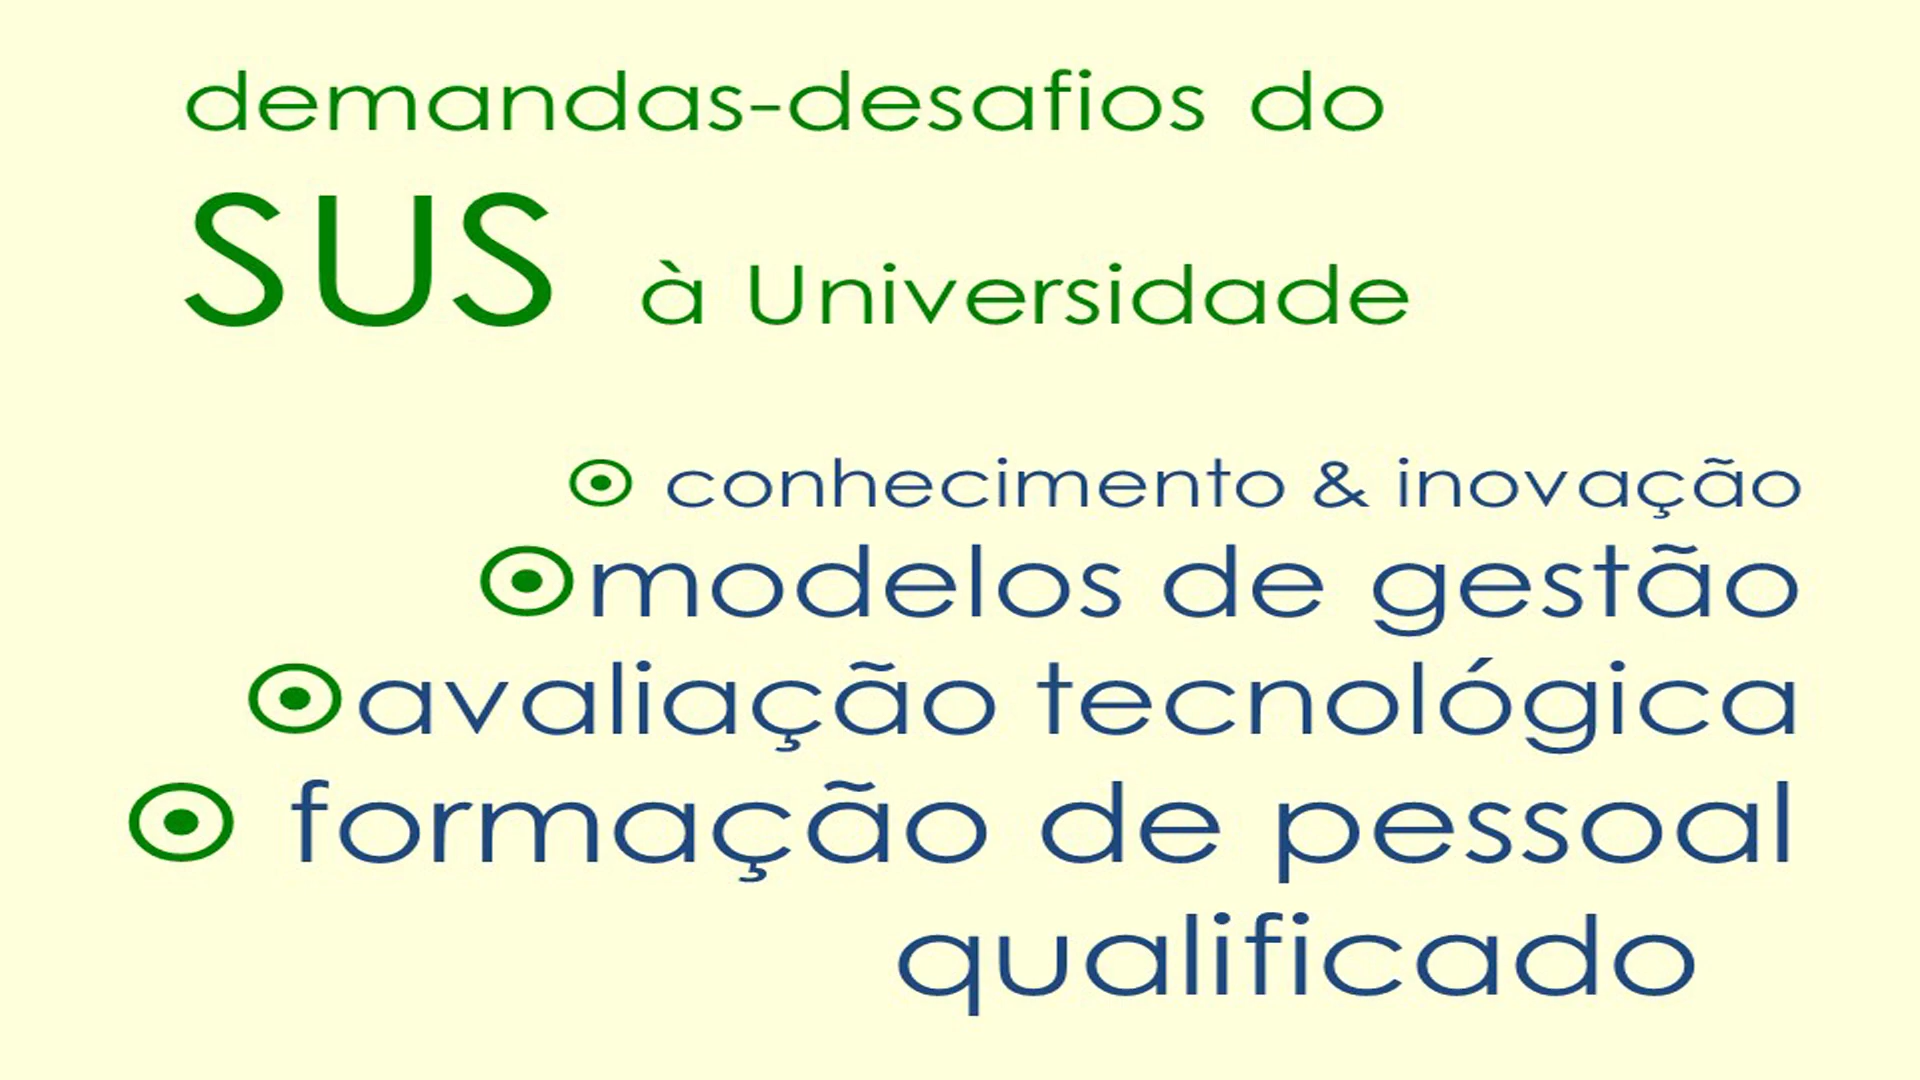 demandas-desafios do
SUS à Universidade
⊙ conhecimento & inovação
⊙modelos de gestão
⊙avaliação tecnológica
⊙ formação de pessoal
qualificado